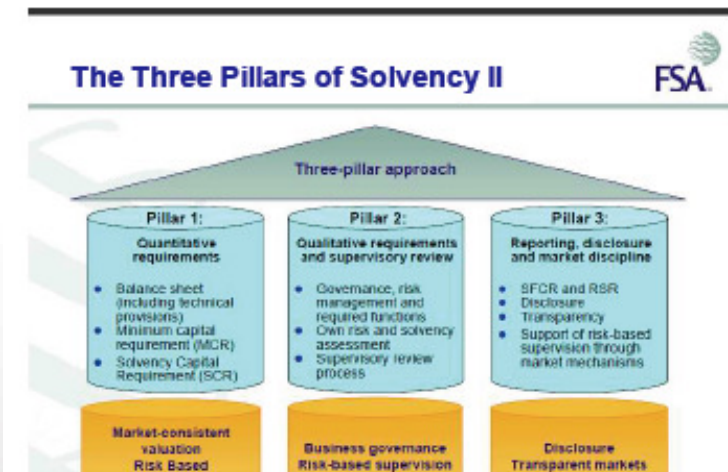 The Three Pillars of Solvency II
FSA
Three-pillar approach
Pillar 1:
Quantitative
requirements
Balance sheet
(including technical
provisions)
Minimum capital
requirement (MCR)
Solvency Capital
Requirement (SCR)
Pillar 2:
Qualitative requirements
and supervisory review
Governance, risk
management and
required functions
Own risk and solvency
assessment
Supervisory review
process
Pillar 3:
Reporting, disclosure
and market discipline
SFCR and RSR
Disclosure
Transparency
Support of risk-based
supervision through
market mechanisms
Market-consistent
valuation
Risk Based
Business governance
Risk-based supervision
Disclosure
Transparent markets